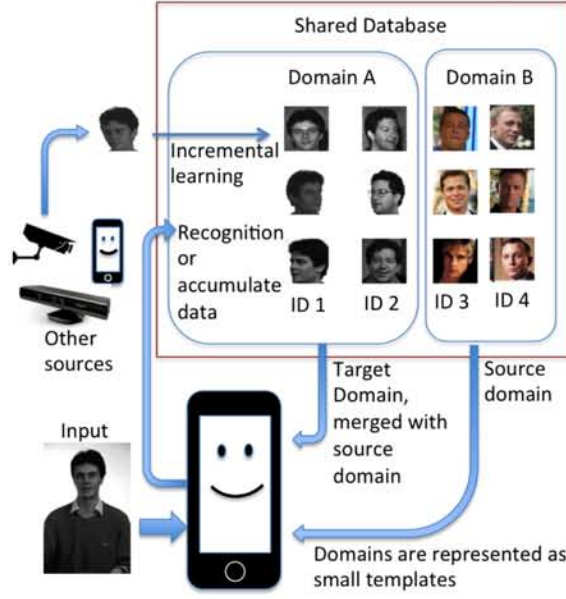 Shared Database
Domain A
Domain B
Incremental
learning
Recognition
or
accumulate
data
ID 1
ID 2
ID 3
ID 4
Other
sources
Target
Domain,
merged with
source
domain
Source
domain
Input
Domains are represented as
small templates